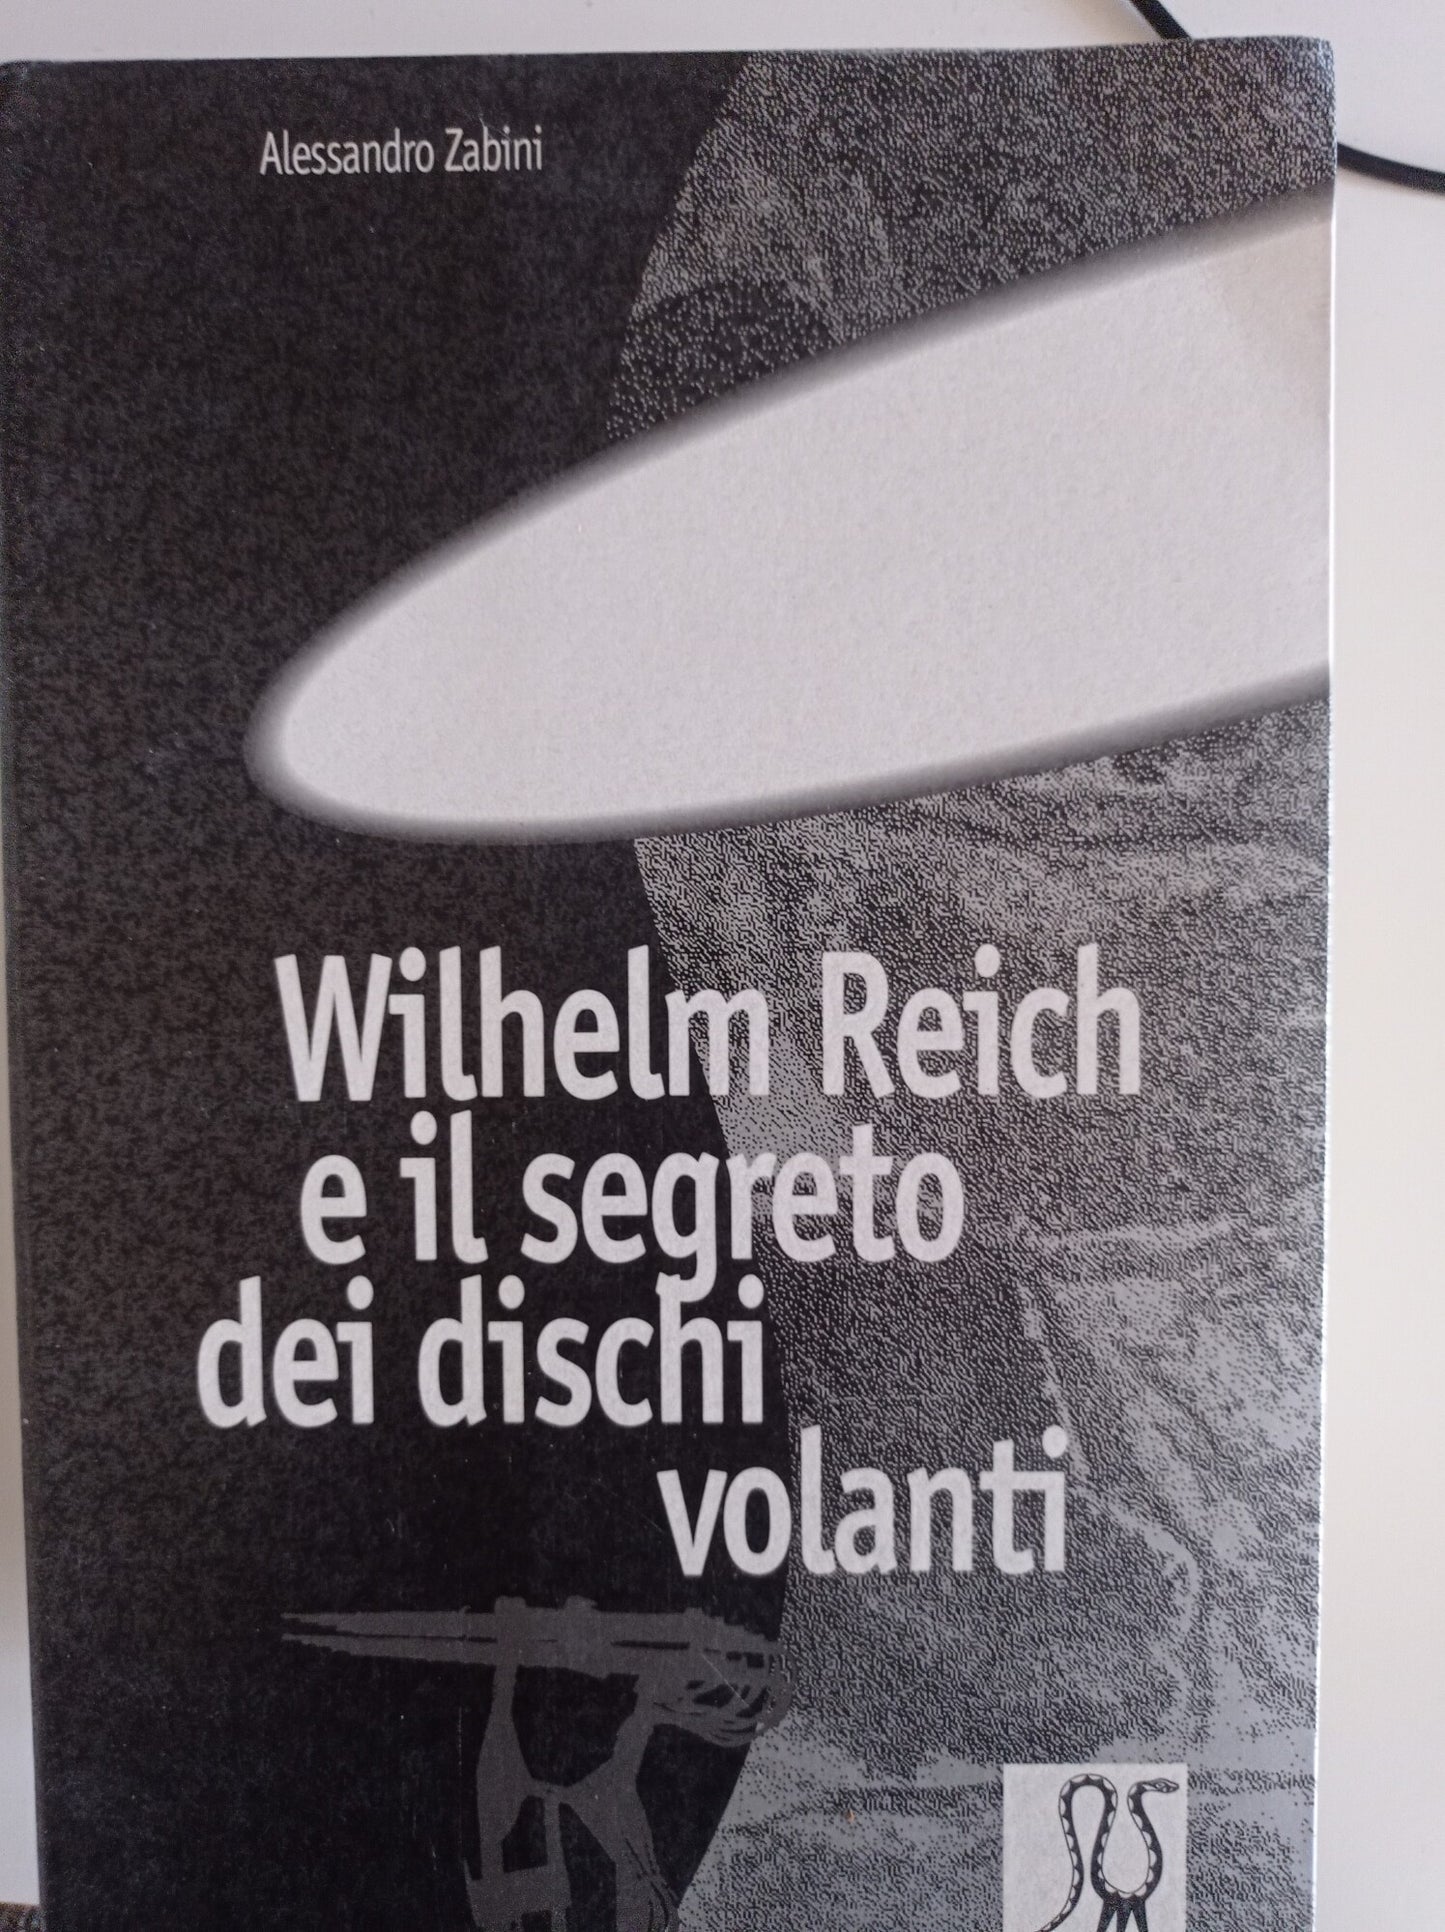 Alessandro Zabini
Wilhelm Reich
e il segreto
dei dischi
volanti